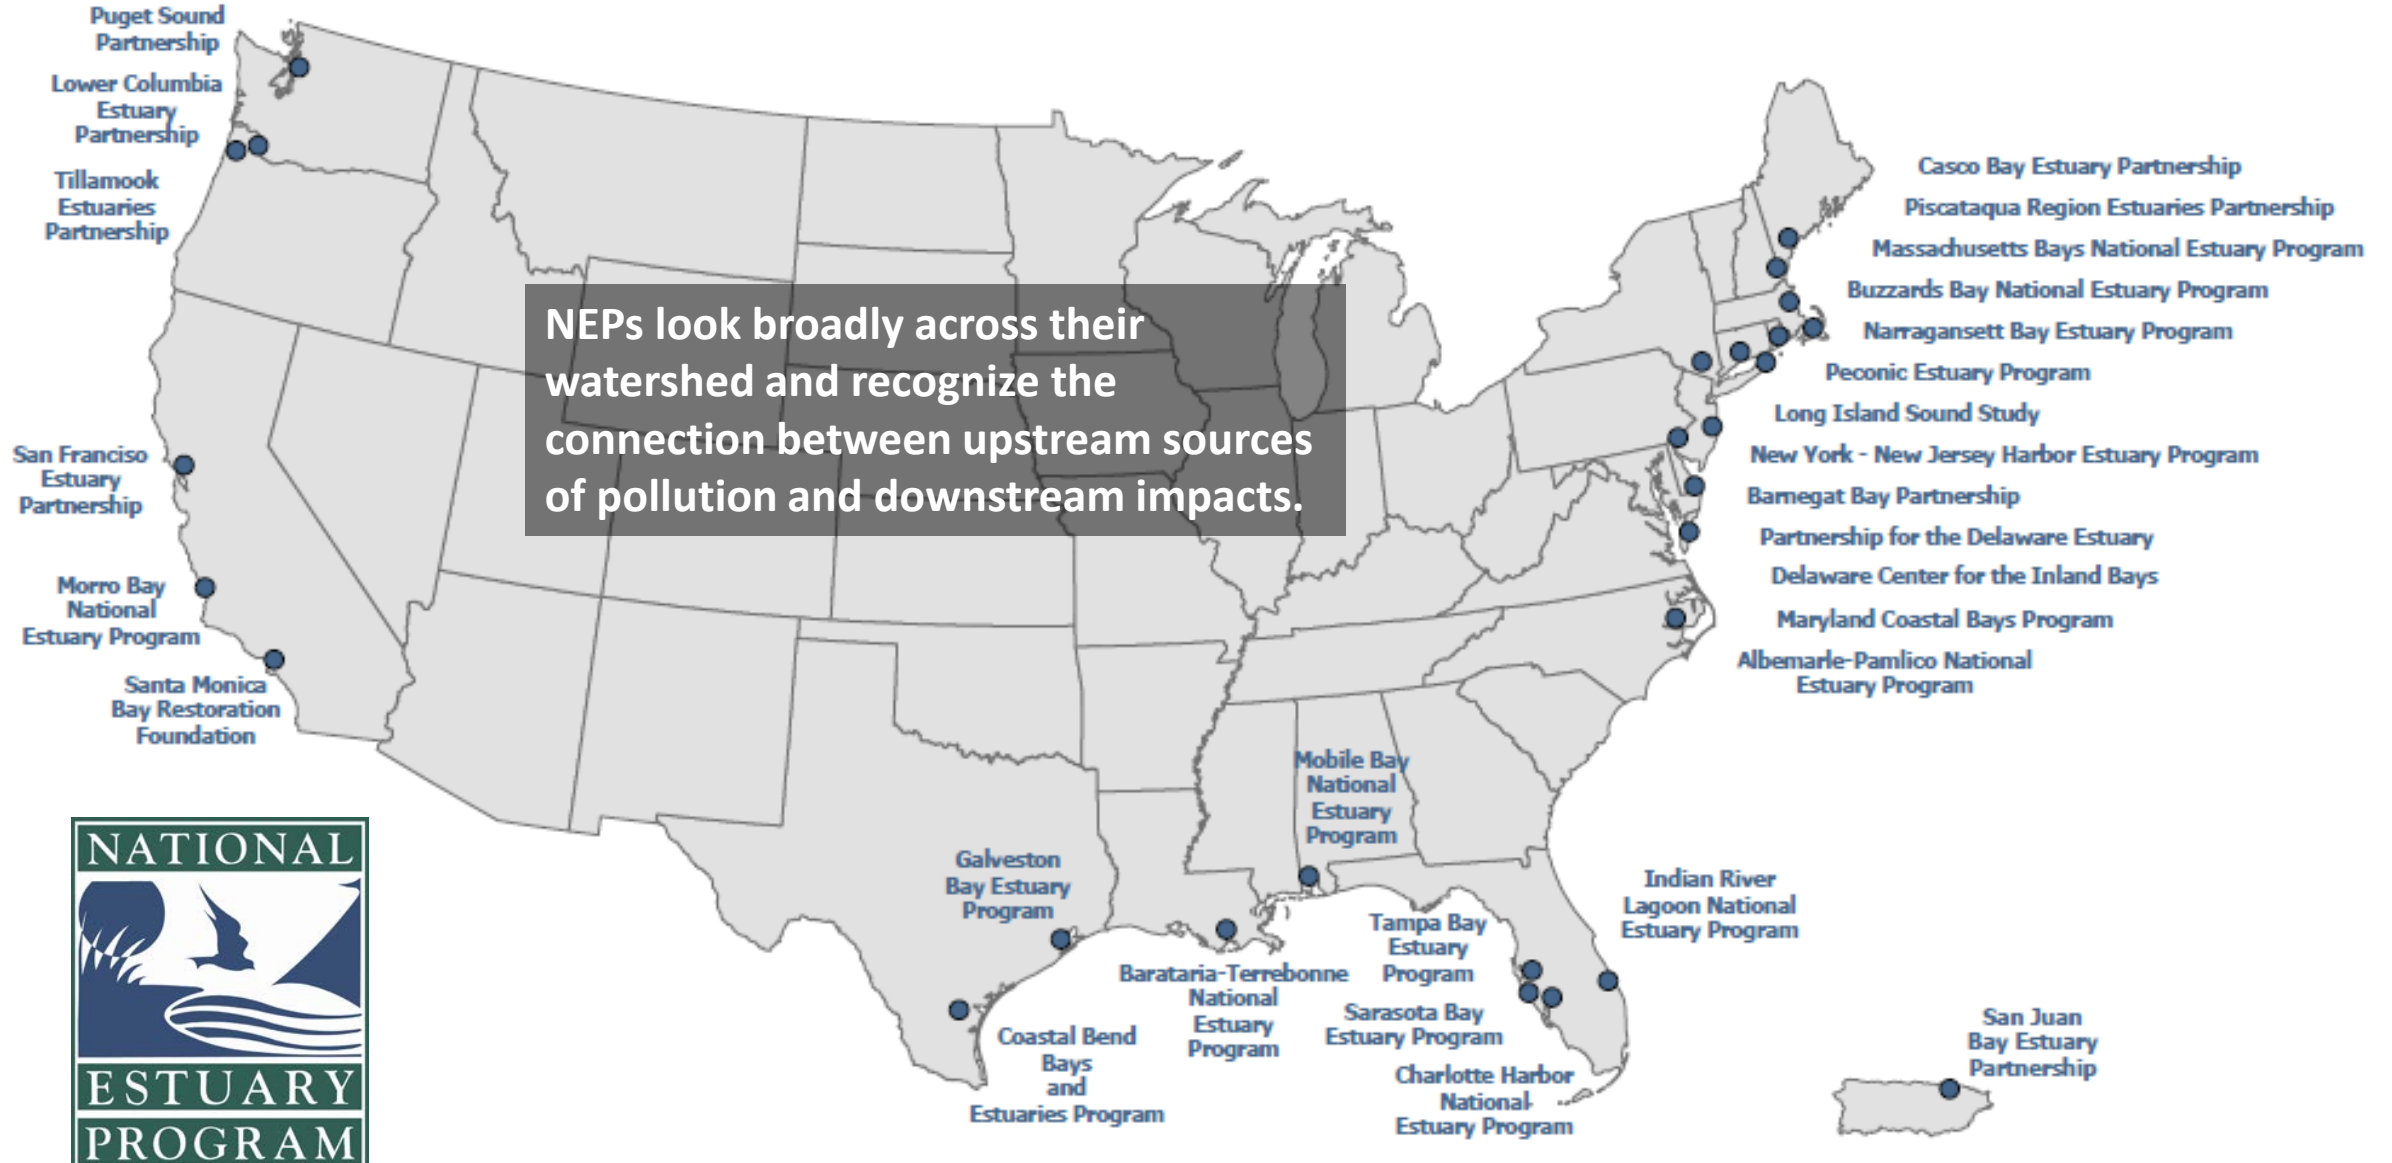 Puget Sound
Partnership
Lower Columbia
Estuary
Partnership
Tillamook
Estuaries
Partnership
San Franciso
Estuary
Partnership
Morro Bay
National
Estuary Program
Santa Monica
Bay Restoration
Foundation
NEPs look broadly across their
watershed and recognize the
connection between upstream sources
of pollution and downstream impacts.
Casco Bay Estuary Partnership
Piscataqua Region Estuaries Partnership
Massachusetts Bays National Estuary Program
Buzzards Bay National Estuary Program
Narragansett Bay Estuary Program
Peconic Estuary Program
Long Island Sound Study
New York - New Jersey Harbor Estuary Program
Barnegat Bay Partnership
Partnership for the Delaware Estuary
Delaware Center for the Inland Bays
Maryland Coastal Bays Program
Albemarle-Pamlico National
Estuary Program
Mobile Bay
National
Estuary
Program
Galveston
Bay Estuary
Program
Coastal Bend
Bays
and
Estuaries Program
Barataria-Terrebonne
National
Estuary
Program
Tampa Bay
Estuary
Program
Sarasota Bay
Estuary Program
Charlotte Harbor
National
Estuary Program
Indian River
Lagoon National
Estuary Program
San Juan
Bay Estuary
Partnership
NATIONAL
ESTUARY
PROGRAM